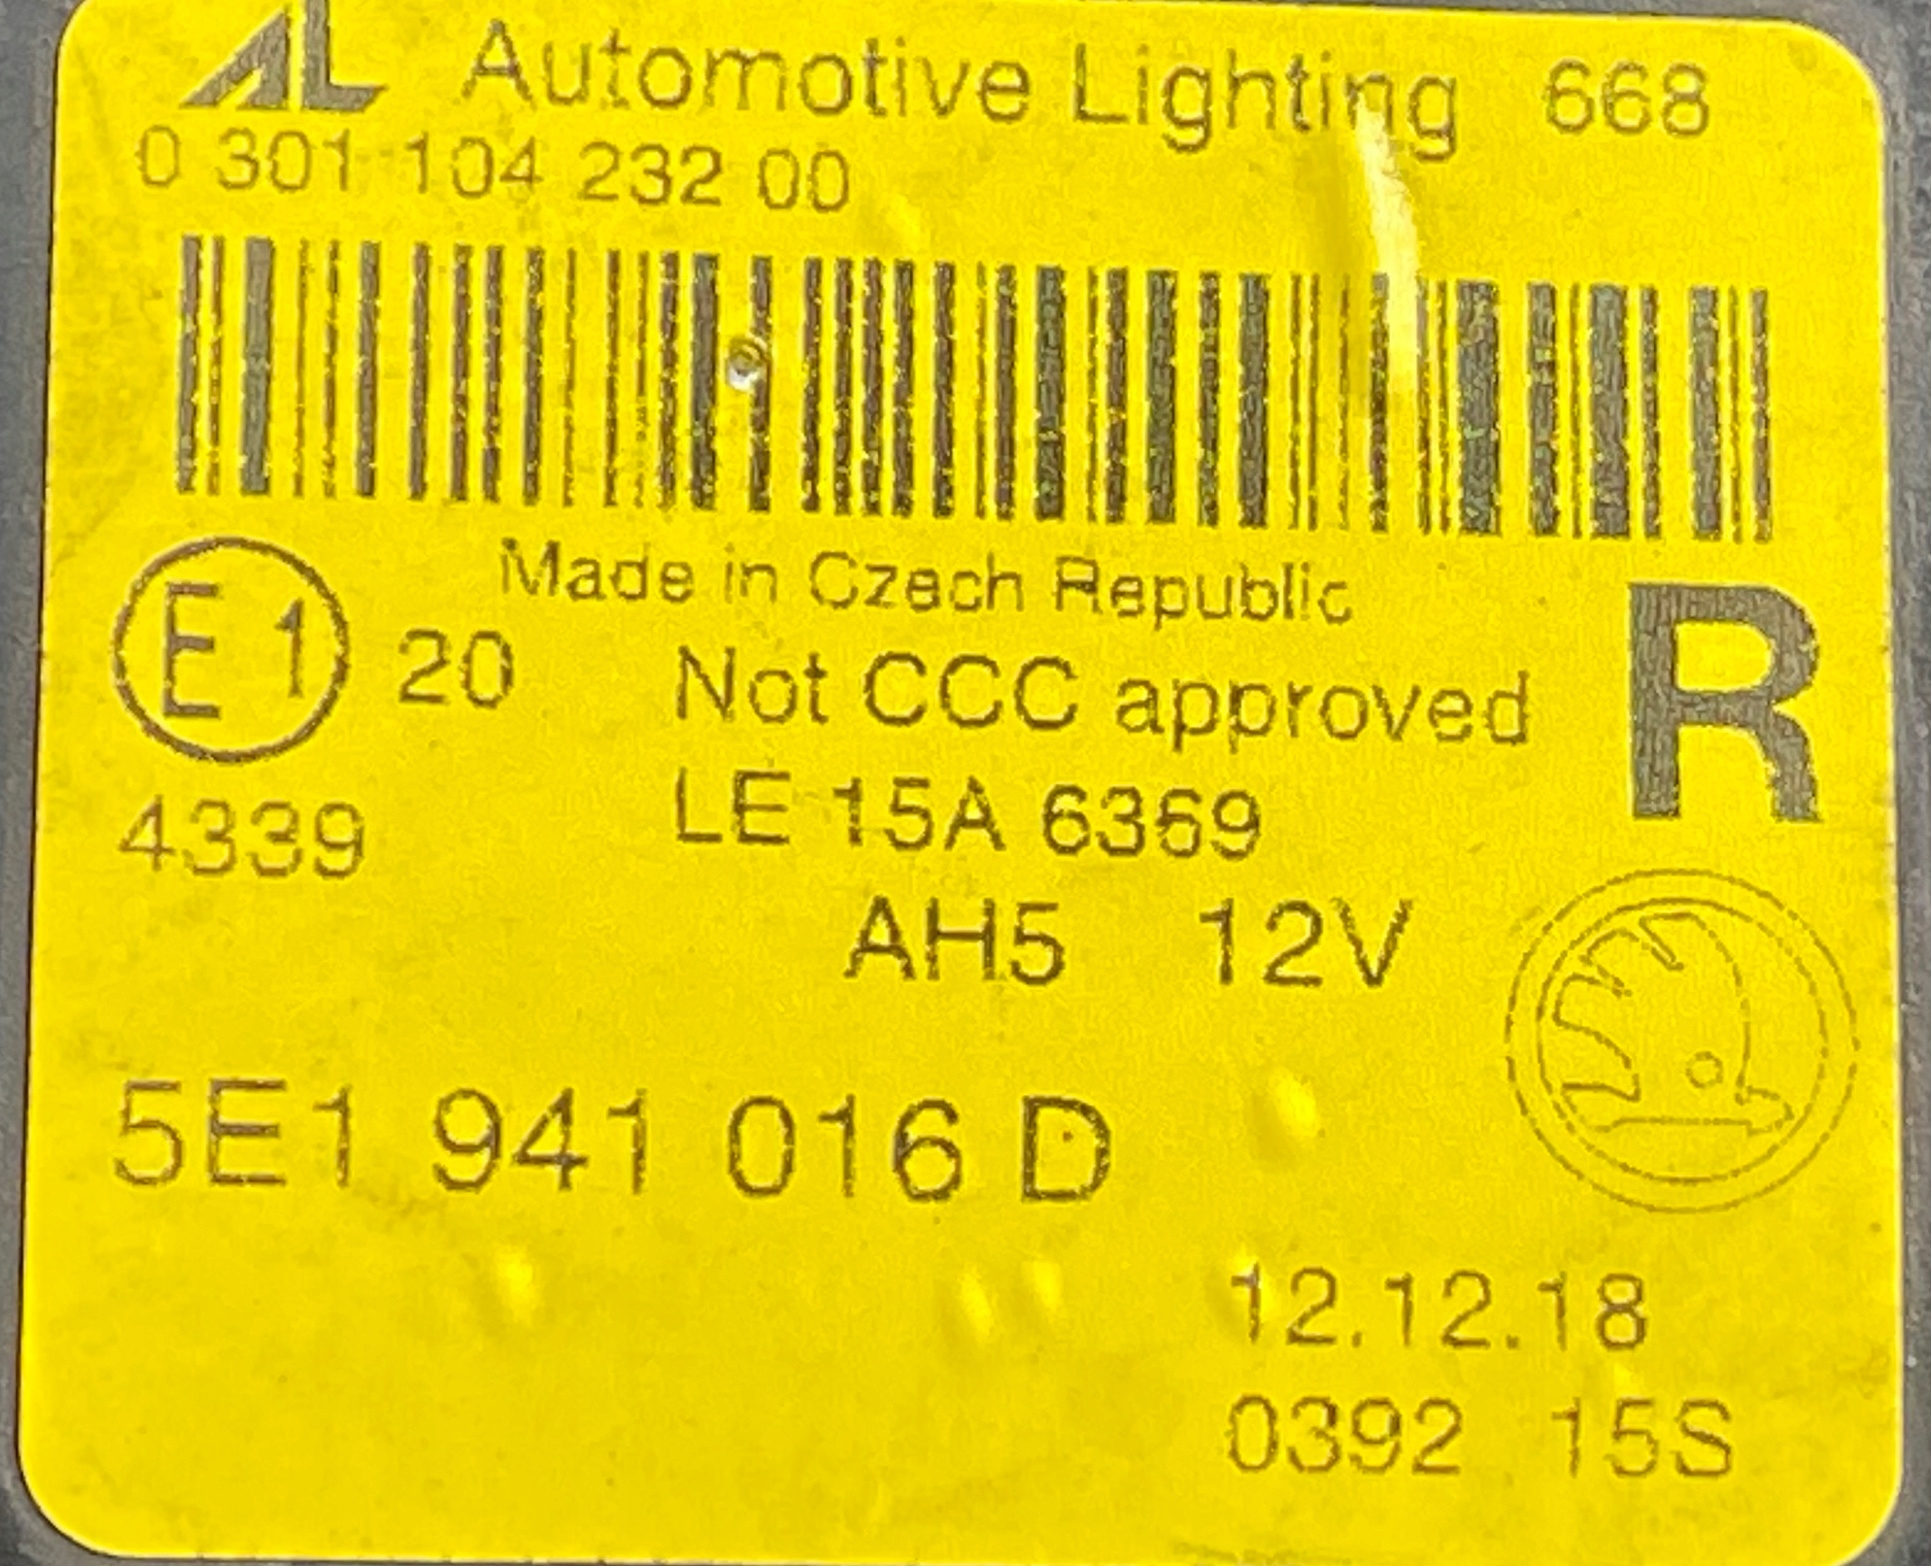 AL Automotive Lighting 668
0 301 104 232 00
Made in Czech Republic
E1 20
Not CCC approved
R
4339
LE 15A 6369
AH5 12V
5E1 941 016 D
12.12.18
0392 15S